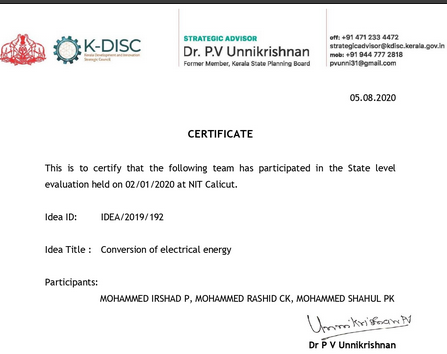 K-DISC
Kerala Development and Innovation
Strategic Council
STRATEGIC ADVISOR
Dr. P.V Unnikrishnan
Former Member, Kerala State Planning Board
off: +91 471 233 4472
strategicadvisor@kdisc.kerala.gov.in
mob: +91 944 777 2818
pvunni31@gmail.com
05.08.2020
CERTIFICATE
This is to certify that the following team has participated in the State level
evaluation held on 02/01/2020 at NIT Calicut.
Idea ID: IDEA/2019/192
Idea Title : Conversion of electrical energy
Participants:
MOHAMMED IRSHAD P, MOHAMMED RASHID CK, MOHAMMED SHAHUL PK
Unnikrishnan PV
Dr P V Unnikrishnan